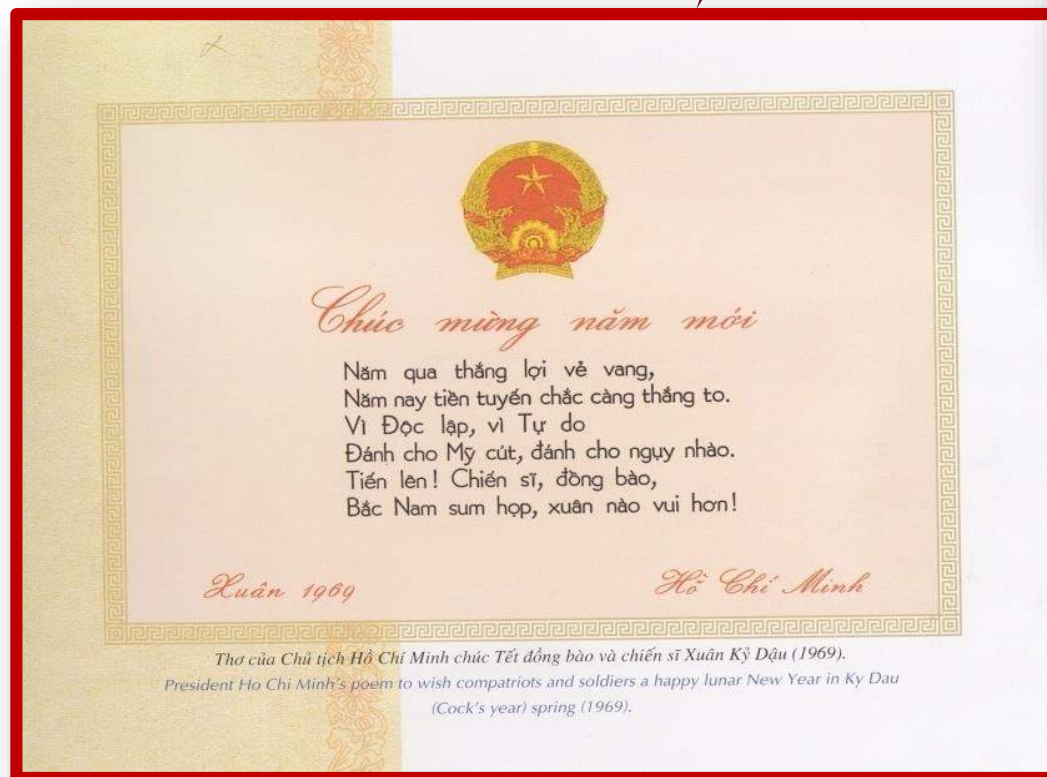 Chúc mừng năm mới
Năm qua thắng lợi vẻ vang,
Năm nay tiền tuyến chắc càng thắng to.
Vì Độc lập, vì Tự do
Đánh cho Mỹ cút, đánh cho ngụy nhào.
Tiến lên! Chiến sĩ, đồng bào,
Bắc Nam sum họp, xuân nào vui hơn!
Xuân 1969
Hồ Chí Minh
Thơ của Chủ tịch Hồ Chí Minh chúc Tết đồng bào và chiến sĩ Xuân Kỷ Dậu (1969).
President Ho Chi Minh's poem to wish compatriots and soldiers a happy lunar New Year in Ky Dau
(Cock's year) spring (1969).